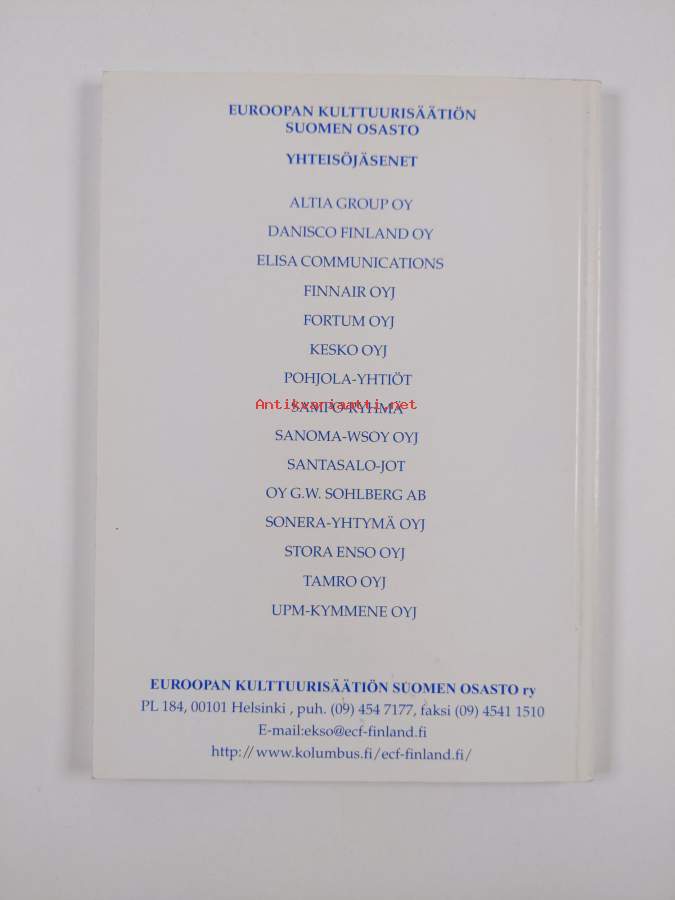 EUROOPAN KULTTUURISÄÄTIÖN
SUOMEN OSASTO
YHTEISÖJÄSENET
ALTIA GROUP OY
DANISCO FINLAND OY
ELISA COMMUNICATIONS
FINNAIR OYJ
FORTUM OYJ
KESKO OYJ
POHJOLA-YHTIÖT
Antikvariaatti.net
SAMPO-RYHMÄ
SANOMA-WSOY OYJ
SANTASALO-JOT
OY G.W. SOHLBERG AB
SONERA-YHTYMÄ OYJ
STORA ENSO OYJ
TAMRO OYJ
UPM-KYMMENE OYJ
EUROOPAN KULTTUURISÄÄTIÖN SUOMEN OSASTO ry
PL 184, 00101 Helsinki , puh. (09) 454 7177, faksi (09) 4541 1510
E-mail:ekso@ecf-finland.fi
http://www.kolumbus.fi/ecf-finland.fi/